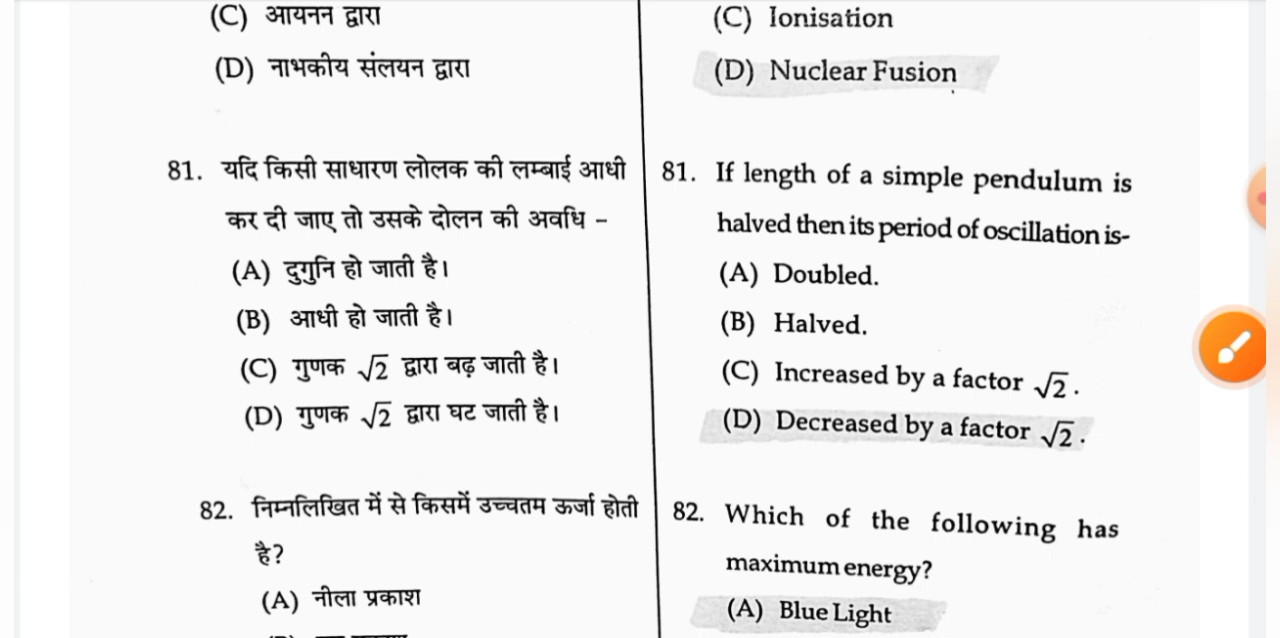 (C) आयनन द्वारा
(D) नाभकीय संलयन द्वारा
81. यदि किसी साधारण लोलक की लम्बाई आधी
कर दी जाए तो उसके दोलन की अवधि –
(A) दुगुनि हो जाती है।
(B) आधी हो जाती है।
(C) गुणक √2 द्वारा बढ़ जाती है।
(D) गुणक √2 द्वारा घट जाती है।
82. निम्नलिखित में से किसमें उच्चतम ऊर्जा होती
है?
(A) नीला प्रकाश
(C) Ionisation
(D) Nuclear Fusion
81. If length of a simple pendulum is
halved then its period of oscillation is-
(A) Doubled.
(B) Halved.
(C) Increased by a factor √2.
(D) Decreased by a factor √2.
82. Which of the following has
maximum energy?
(A) Blue Light